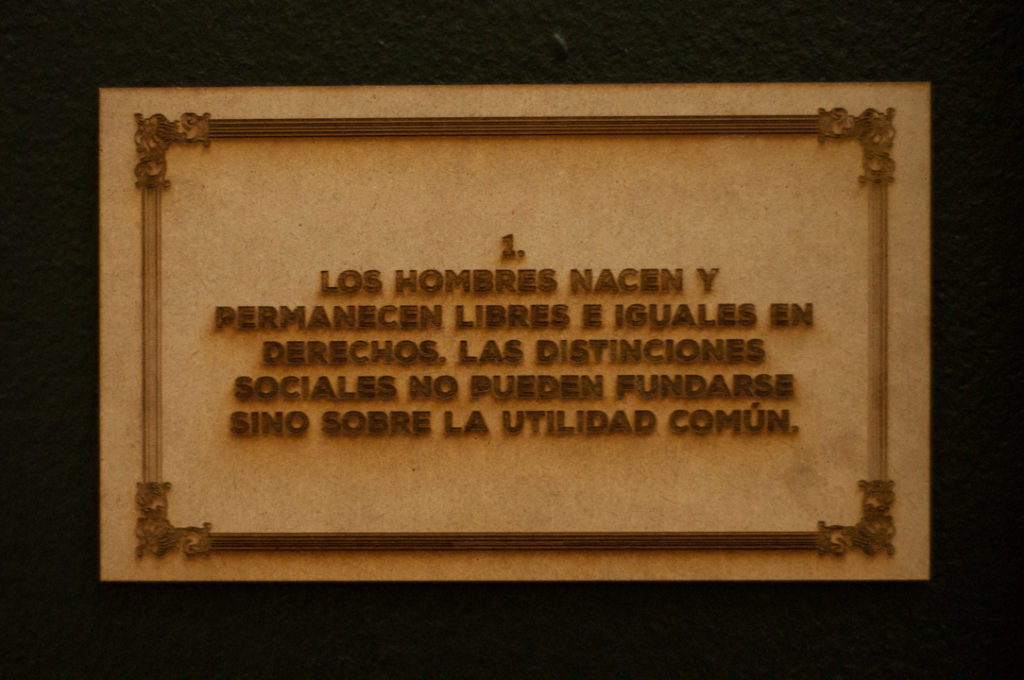 1.
LOS HOMBRES NACEN Y
PERMANECEN LIBRES E IGUALES EN
DERECHOS. LAS DISTINCIONES
SOCIALES NO PUEDEN FUNDARSE
SINO SOBRE LA UTILIDAD COMÚN.